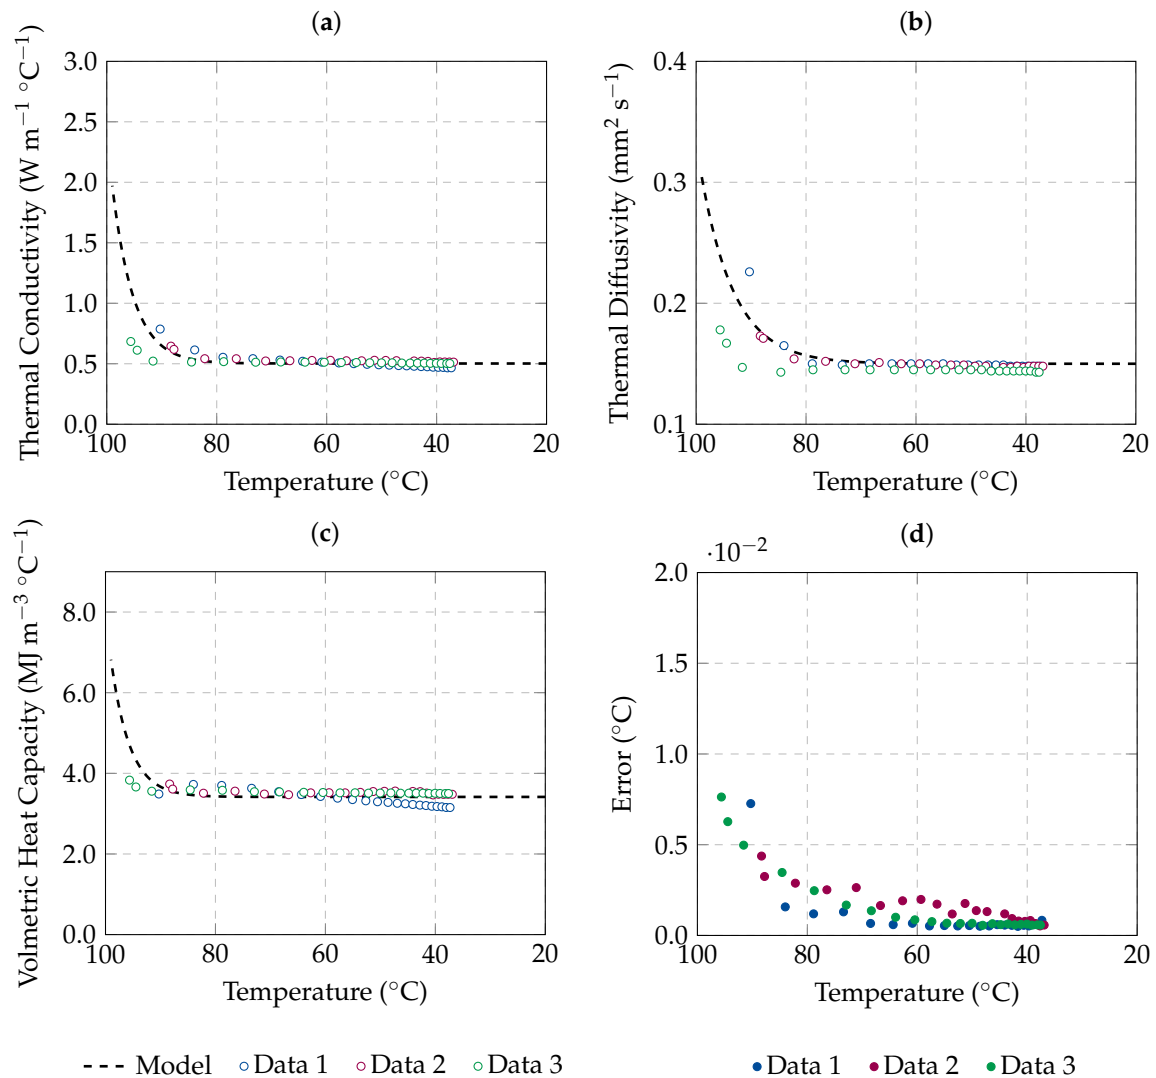 (a)
Thermal Conductivity (W m−1 °C−1)
3.0
2.5
2.0
1.5
1.0
0.5
0.0
100 80 60 40 20
Temperature (°C)
(b)
Thermal Diffusivity (mm2 s−1)
0.4
0.3
0.2
0.1
100 80 60 40 20
Temperature (°C)
(c)
Volmetric Heat Capacity (MJ m−3 °C−1)
8.0
6.0
4.0
2.0
0.0
100 80 60 40 20
Temperature (°C)
(d)
·10−2
Error (°C)
2.0
1.5
1.0
0.5
0.0
100 80 60 40 20
Temperature (°C)
Model Data 1 Data 2 Data 3
Data 1 Data 2 Data 3